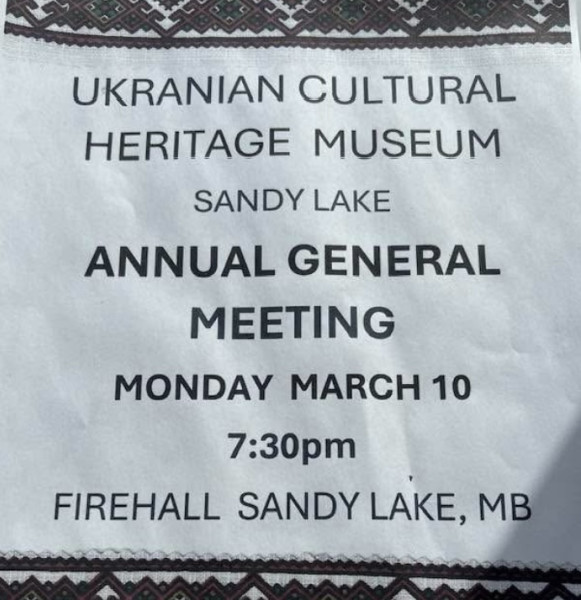 UKRANIAN CULTURAL
HERITAGE MUSEUM
SANDY LAKE
ANNUAL GENERAL
MEETING
MONDAY MARCH 10
7:30pm
FIREHALL SANDY LAKE, MB